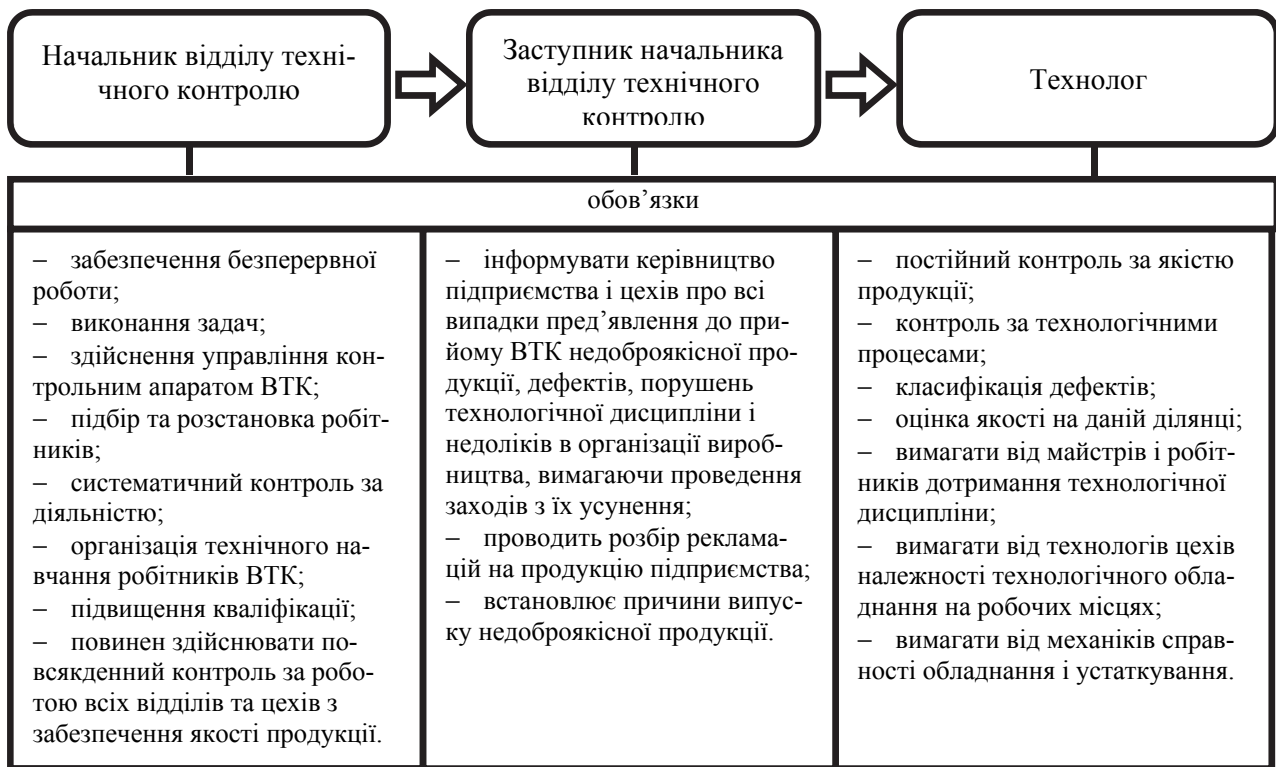 Начальник відділу техні-
чного контролю
Заступник начальника
відділу технічного
контролю
Технолог
обов’язки
– забезпечення безперервної
роботи;
– виконання задач;
– здійснення управління кон-
трольним апаратом ВТК;
– підбір та розстановка робіт-
ників;
– систематичний контроль за
діяльністю;
– організація технічного на-
вчання робітників ВТК;
– підвищення кваліфікації;
– повинен здійснювати по-
всякденний контроль за робо-
тою всіх відділів та цехів з
забезпечення якості продукції.
– інформувати керівництво
підприємства і цехів про всі
випадки пред’явлення до при-
йому ВТК недоброякісної про-
дукції, дефектів, порушень
технологічної дисципліни і
недоліків в організації вироб-
ництва, вимагаючи проведення
заходів з їх усунення;
– проводить розбір реклама-
цій на продукцію підприємства;
– встановлює причини випус-
ку недоброякісної продукції.
– постійний контроль за якістю
продукції;
– контроль за технологічними
процесами;
– класифікація дефектів;
– оцінка якості на даній ділянці;
– вимагати від майстрів і робіт-
ників дотримання технологічної
дисципліни;
– вимагати від технологів цехів
належності технологічного обла-
днання на робочих місцях;
– вимагати від механіків справ-
ності обладнання і устаткування.